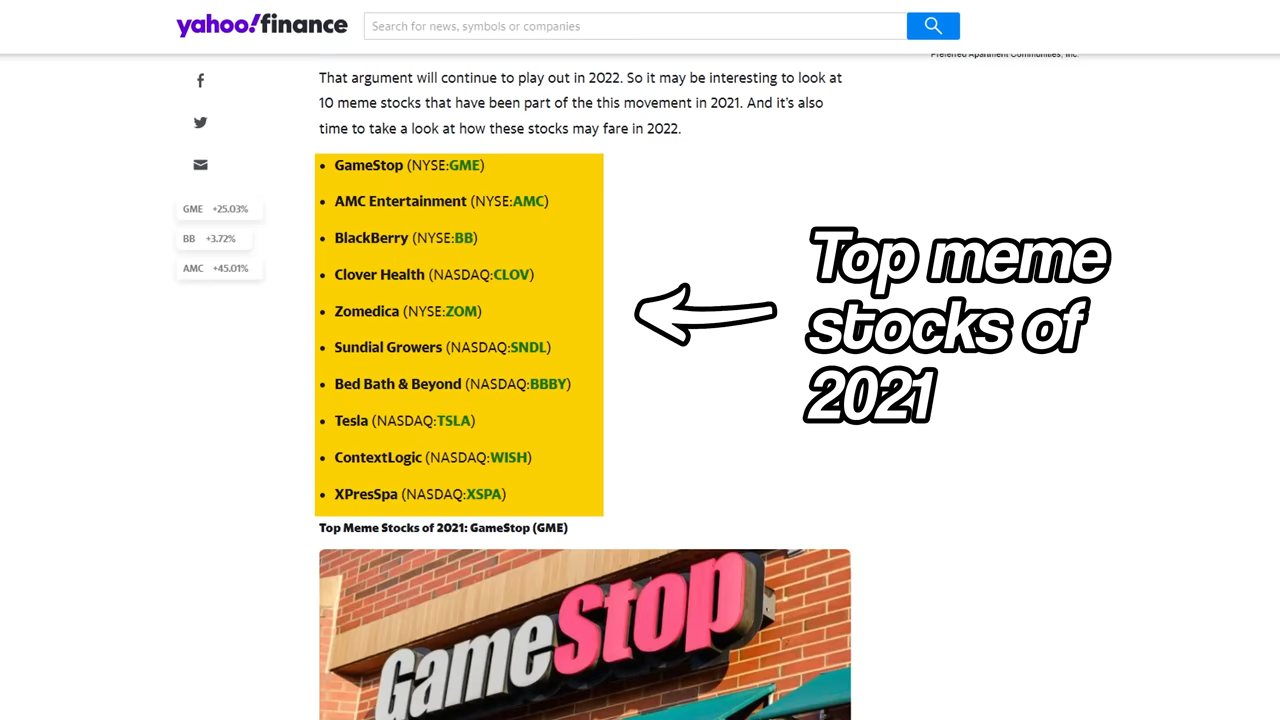 yahoo!finance
Search for news, symbols or companies
Preferred Apartment Communities, Inc.
That argument will continue to play out in 2022. So it may be interesting to look at
10 meme stocks that have been part of the this movement in 2021. And it's also
time to take a look at how these stocks may fare in 2022.
• GameStop (NYSE:GME)
• AMC Entertainment (NYSE:AMC)
• BlackBerry (NYSE:BB)
• Clover Health (NASDAQ:CLOV)
• Zomedica (NYSE:ZOM)
• Sundial Growers (NASDAQ:SNDL)
• Bed Bath & Beyond (NASDAQ:BBBY)
• Tesla (NASDAQ:TSLA)
• ContextLogic (NASDAQ:WISH)
• XPresSpa (NASDAQ:XSPA)
GME +25.03%
BB +3.72%
AMC +45.01%
Top meme
stocks of
2021
Top Meme Stocks of 2021: GameStop (GME)
GameStop